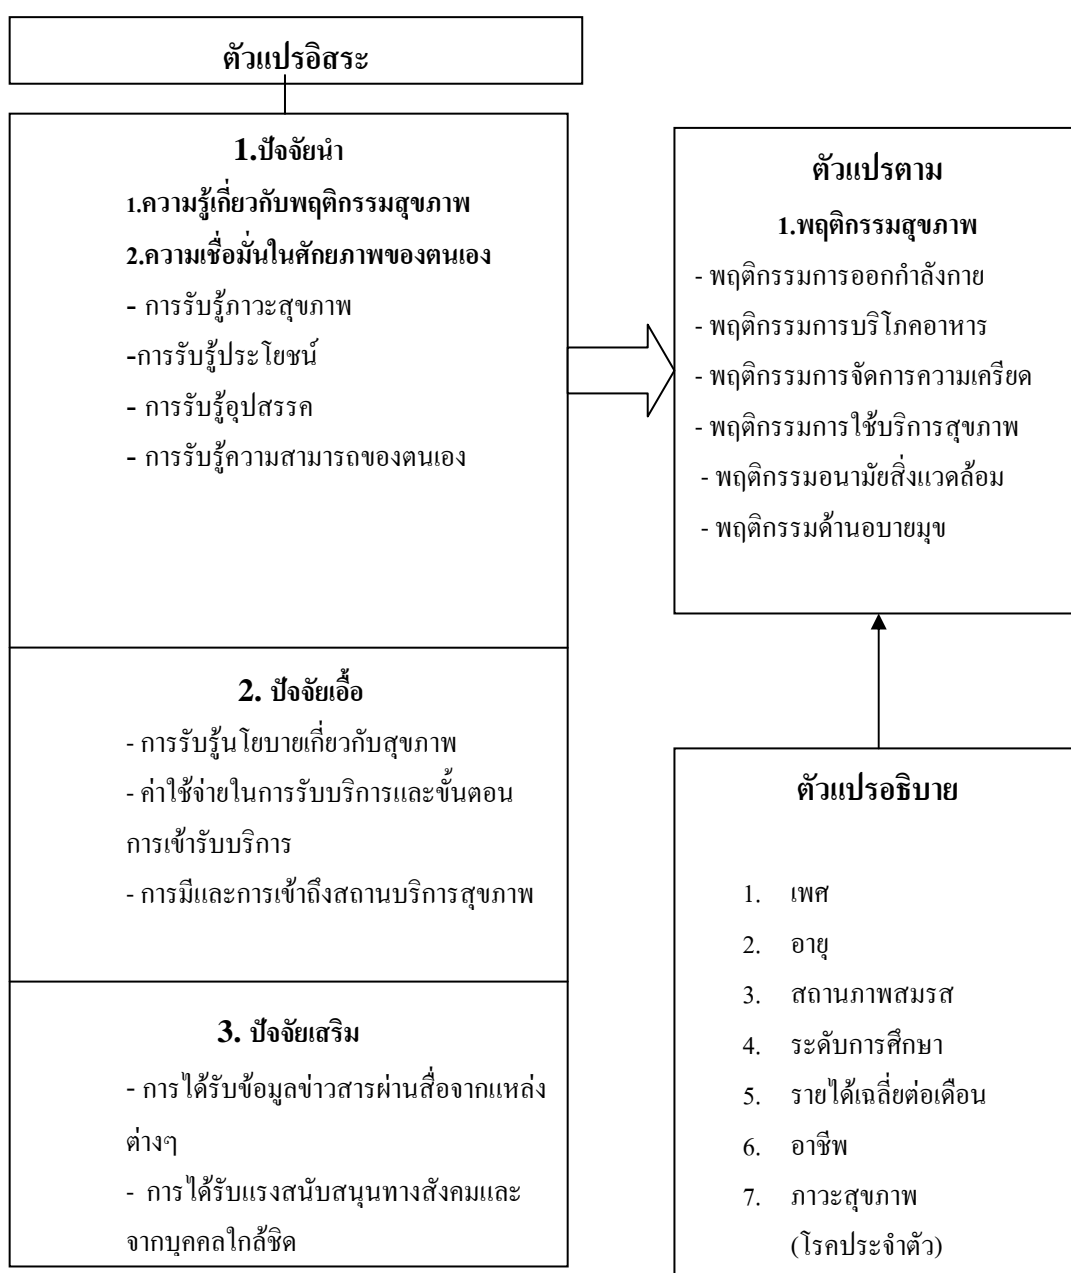 ตัวแปรอิสระ
1.ปัจจัยนำ
1.ความรู้เกี่ยวกับพฤติกรรมสุขภาพ
2.ความเชื่อมั่นในศักยภาพของตนเอง
- การรับรู้ภาวะสุขภาพ
-การรับรู้ประโยชน์
- การรับรู้อุปสรรค
- การรับรู้ความสามารถของตนเอง
2. ปัจจัยเอื้อ
- การรับรู้นโยบายเกี่ยวกับสุขภาพ
- ค่าใช้จ่ายในการรับบริการและขั้นตอน
การเข้ารับบริการ
- การมีและการเข้าถึงสถานบริการสุขภาพ
3. ปัจจัยเสริม
- การได้รับข้อมูลข่าวสารผ่านสื่อจากแหล่ง
ต่างๆ
- การได้รับแรงสนับสนุนทางสังคมและ
จากบุคคลใกล้ชิด
ตัวแปรตาม
1.พฤติกรรมสุขภาพ
- พฤติกรรมการออกกำลังกาย
- พฤติกรรมการบริโภคอาหาร
- พฤติกรรมการจัดการความเครียด
- พฤติกรรมการใช้บริการสุขภาพ
- พฤติกรรมอนามัยสิ่งแวดล้อม
- พฤติกรรมด้านอบายมุข
ตัวแปรอธิบาย
1. เพศ
2. อายุ
3. สถานภาพสมรส
4. ระดับการศึกษา
5. รายได้เฉลี่ยต่อเดือน
6. อาชีพ
7. ภาวะสุขภาพ
(โรคประจำตัว)